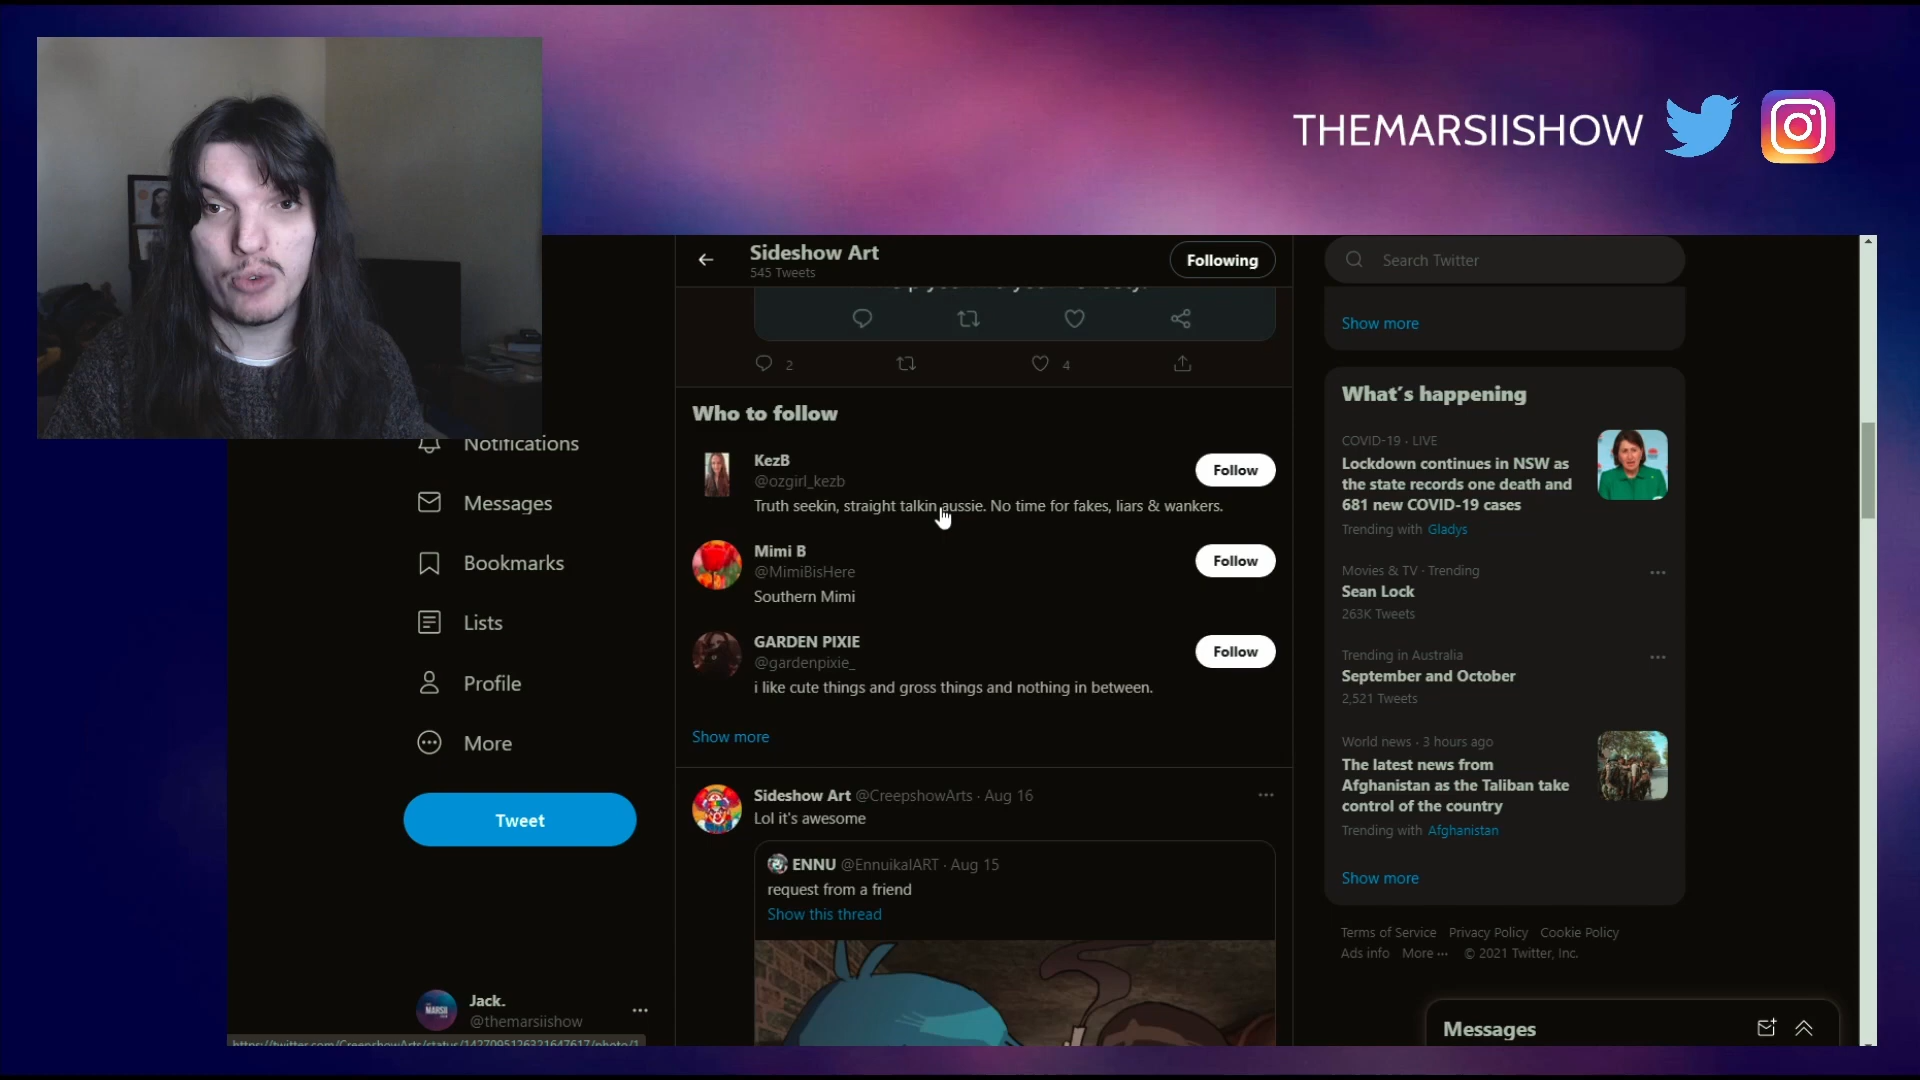 THEMARSIISHOW
Sideshow Art
545 Tweets
Following
2
4
Who to follow
KezB
@ozgirl_kezb
Truth seekin, straight talkin aussie. No time for fakes, liars & wankers.
Follow
Mimi B
@MimiBisHere
Southern Mimi
Follow
GARDEN PIXIE
@gardenpixie_
i like cute things and gross things and nothing in between.
Follow
Show more
Sideshow Art @CreepshowArts · Aug 16
Lol it's awesome
ENNU @EnnuikalART · Aug 15
request from a friend
Show this thread
Notifications
Messages
Bookmarks
Lists
Profile
More
Tweet
Jack.
@themarsiishow
https://twitter.com/CreepshowArts/status/1427095126321647617/photo/1
Search Twitter
Show more
What's happening
COVID-19 · LIVE
Lockdown continues in NSW as
the state records one death and
681 new COVID-19 cases
Trending with Gladys
Movies & TV · Trending
Sean Lock
263K Tweets
Trending in Australia
September and October
2,521 Tweets
World news · 3 hours ago
The latest news from
Afghanistan as the Taliban take
control of the country
Trending with Afghanistan
Show more
Terms of Service Privacy Policy Cookie Policy
Ads info More ··· © 2021 Twitter, Inc.
Messages